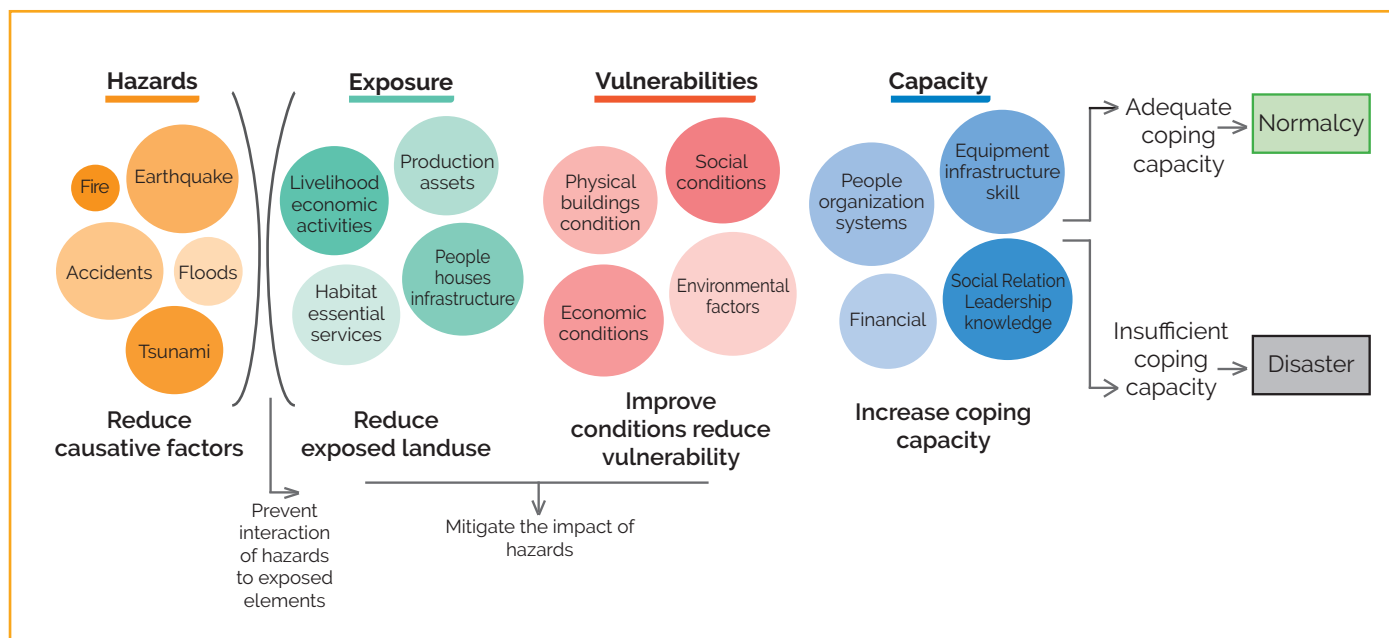 Hazards
Fire
Earthquake
Accidents
Floods
Tsunami
Reduce
causative factors
Prevent
interaction
of hazards
to exposed
elements
Exposure
Livelihood
economic
activities
Production
assets
People
houses
infrastructure
Habitat
essential
services
Reduce
exposed landuse
Vulnerabilities
Physical
buildings
condition
Social
conditions
Economic
conditions
Environmental
factors
Improve
conditions reduce
vulnerability
Mitigate the impact of
hazards
Capacity
People
organization
systems
Equipment
infrastructure
skill
Financial
Social Relation
Leadership
knowledge
Increase coping
capacity
Adequate
coping
capacity
Normalcy
Insufficient
coping
capacity
Disaster